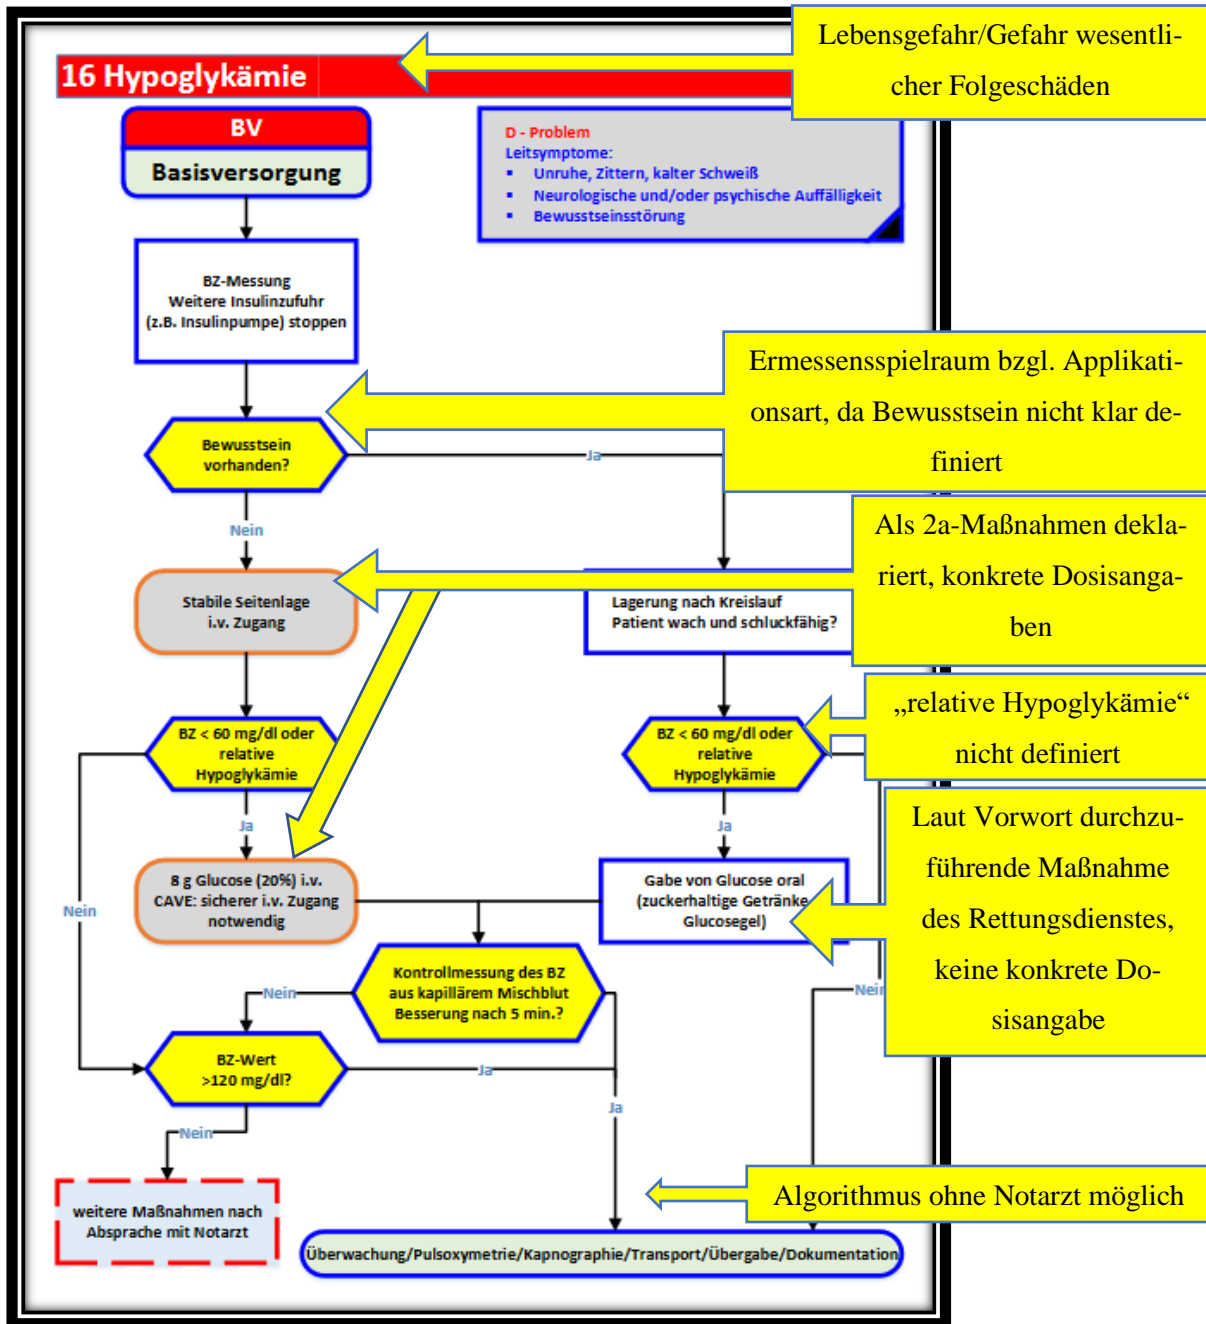 Lebensgefahr/Gefahr wesentli-
cher Folgeschäden
16 Hypoglykämie
BV
Basisversorgung
D - Problem
Leitsymptome:
▪ Unruhe, Zittern, kalter Schweiß
▪ Neurologische und/oder psychische Auffälligkeit
▪ Bewusstseinsstörung
BZ-Messung
Weitere Insulinzufuhr
(z.B. Insulinpumpe) stoppen
Ermessensspielraum bzgl. Applikati-
onsart, da Bewusstsein nicht klar de-
finiert
Bewusstsein
vorhanden?
Ja
Nein
Als 2a-Maßnahmen dekla-
riert, konkrete Dosisanga-
ben
Stabile Seitenlage
i.v. Zugang
Lagerung nach Kreislauf
Patient wach und schluckfähig?
„relative Hypoglykämie“
nicht definiert
BZ < 60 mg/dl oder
relative
Hypoglykämie
BZ < 60 mg/dl oder
relative
Hypoglykämie
Ja
Ja
Laut Vorwort durchzu-
führende Maßnahme
des Rettungsdienstes,
keine konkrete Do-
sisangabe
8 g Glucose (20%) i.v.
CAVE: sicherer i.v. Zugang
notwendig
Gabe von Glucose oral
(zuckerhaltige Getränke
Glucosegel)
Nein
Kontrollmessung des BZ
aus kapillärem Mischblut
Besserung nach 5 min.?
Nein
Nein
BZ-Wert
>120 mg/dl?
Ja
Ja
Nein
weitere Maßnahmen nach
Absprache mit Notarzt
Algorithmus ohne Notarzt möglich
Überwachung/Pulsoxymetrie/Kapnographie/Transport/Übergabe/Dokumentation